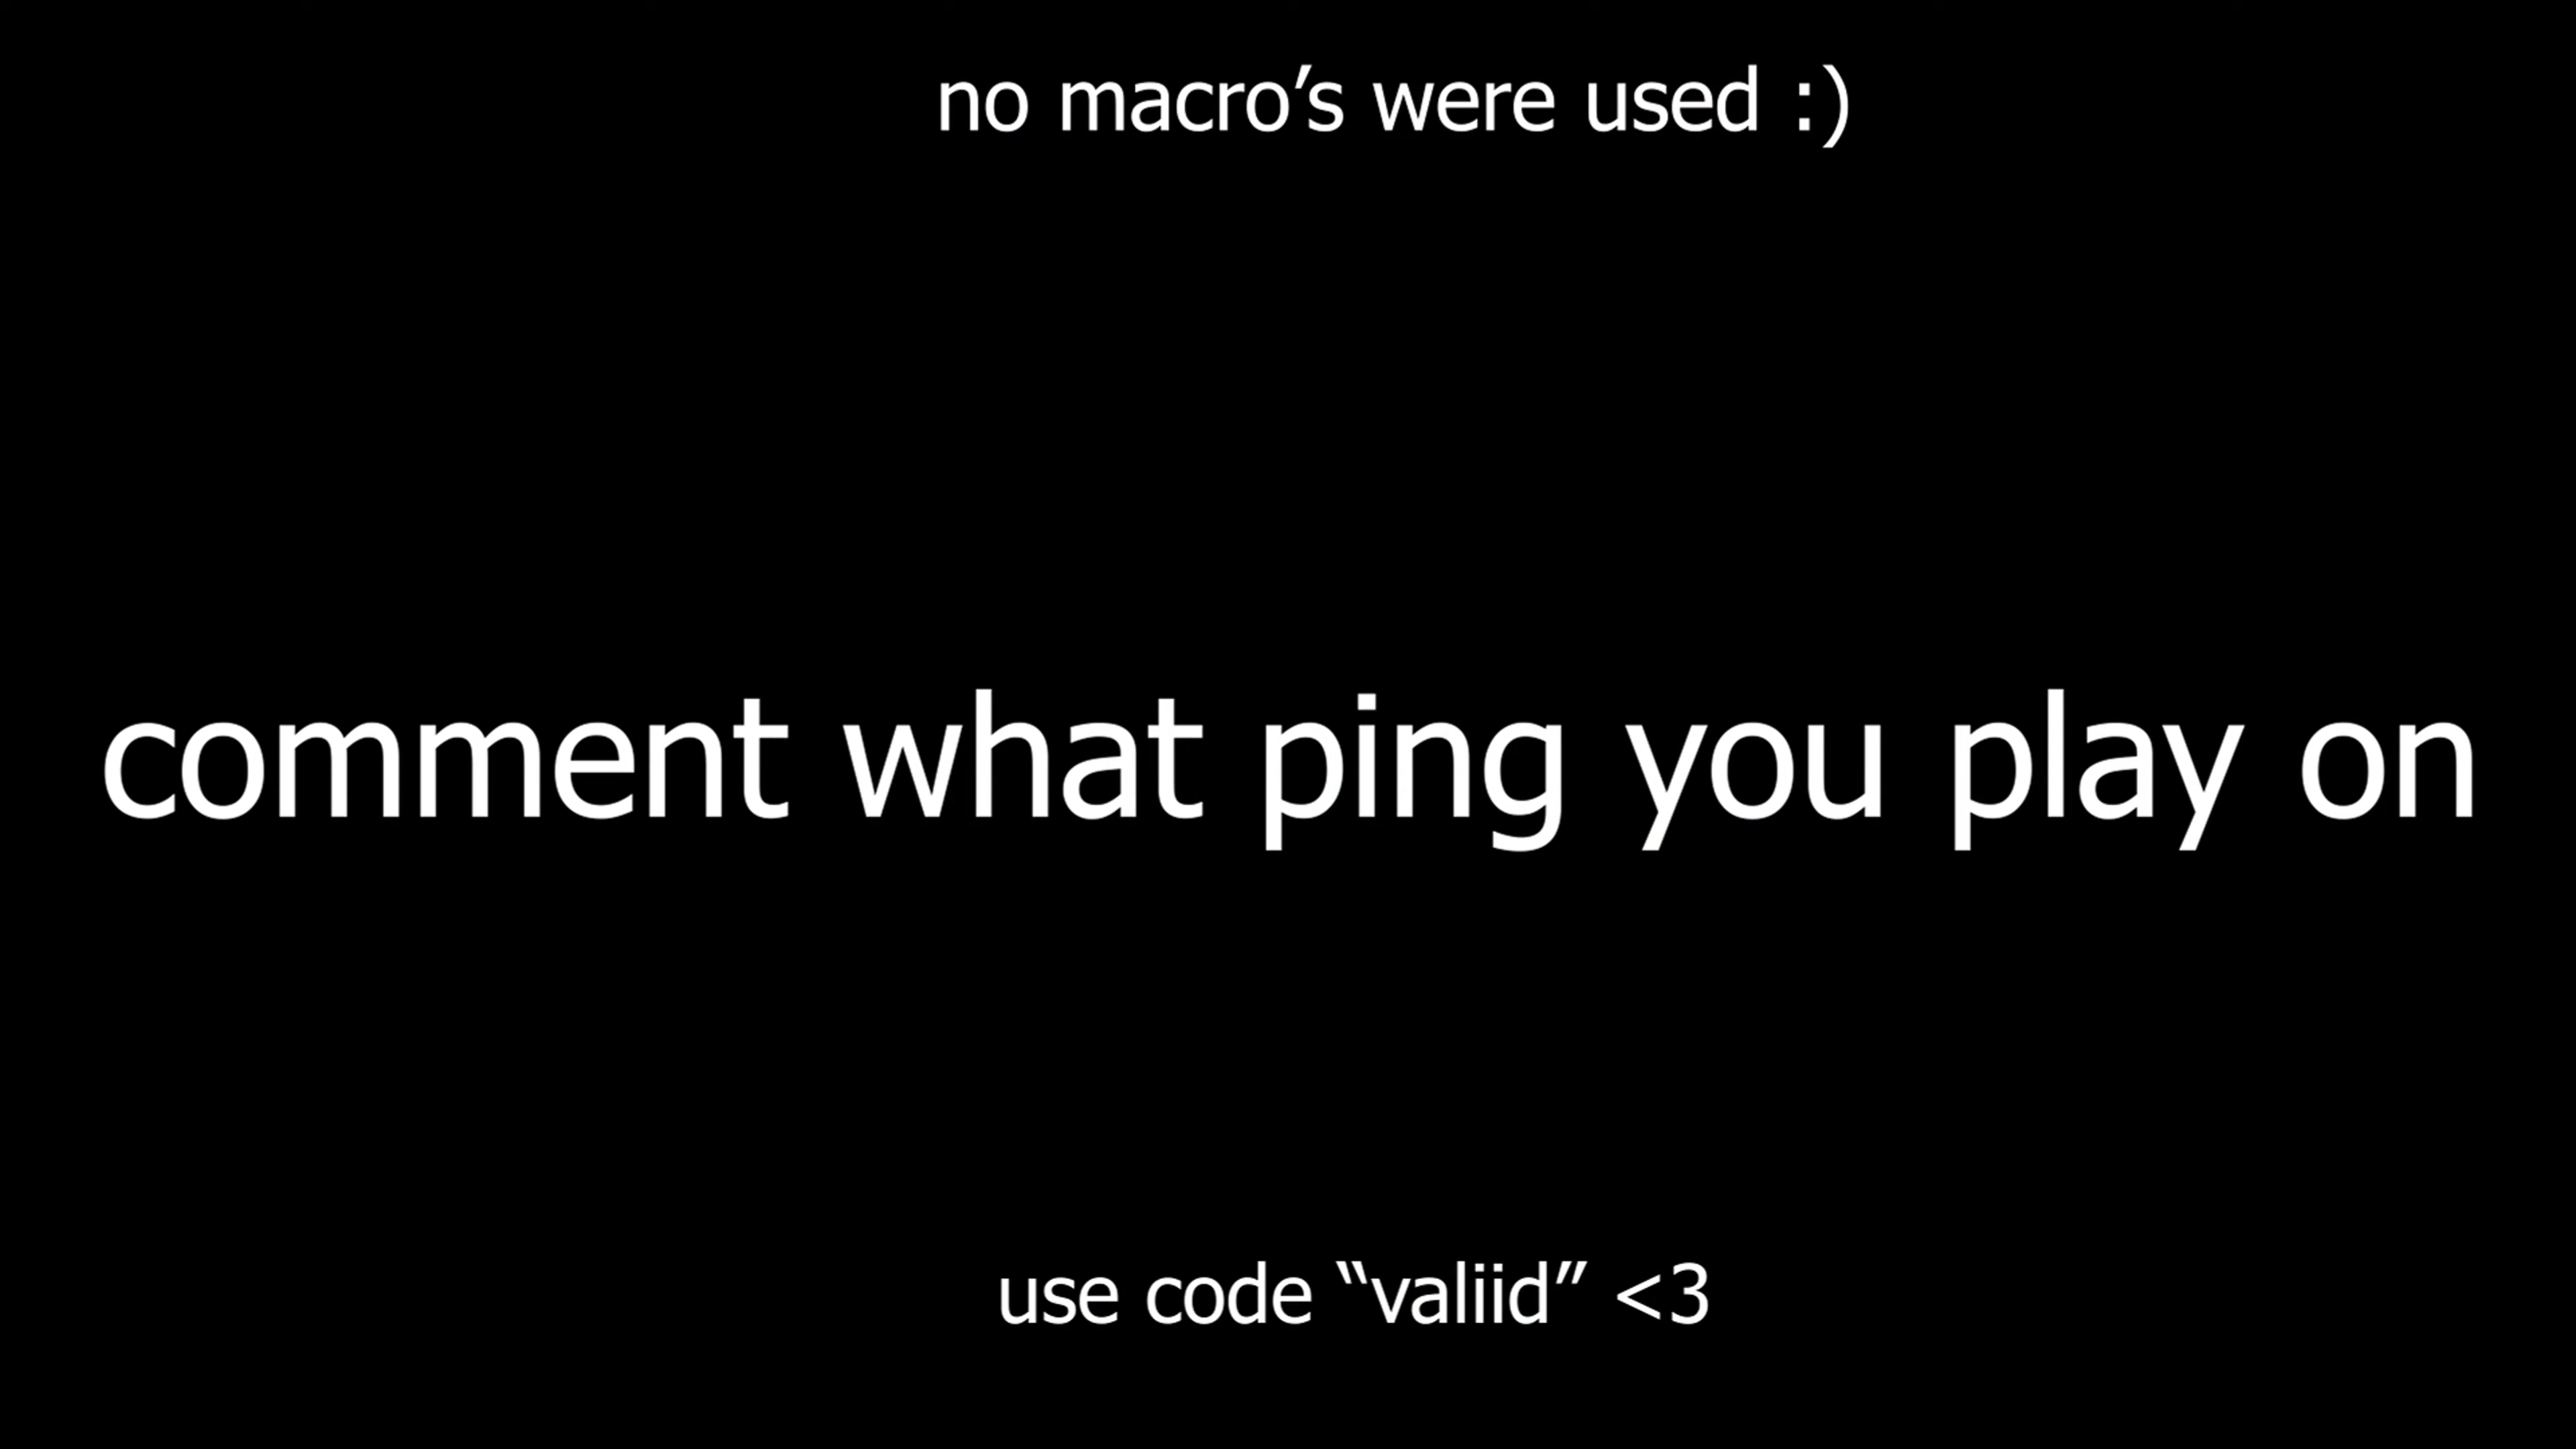 no macro’s were used :)
comment what ping you play on
use code “valiid” <3